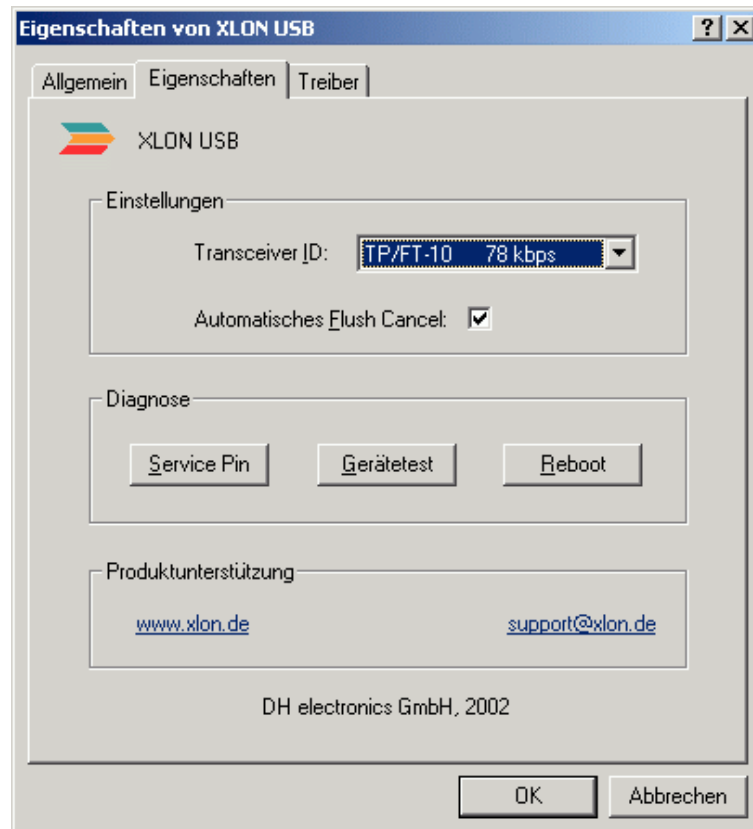 Eigenschaften von XLON USB
Allgemein Eigenschaften Treiber
XLON USB
Einstellungen
Transceiver ID: TP/FT-10 78 kbps
Automatisches Flush Cancel:
Diagnose
Service Pin Gerätetest Reboot
Produktunterstützung
www.xlon.de support@xlon.de
DH electronics GmbH, 2002
OK Abbrechen